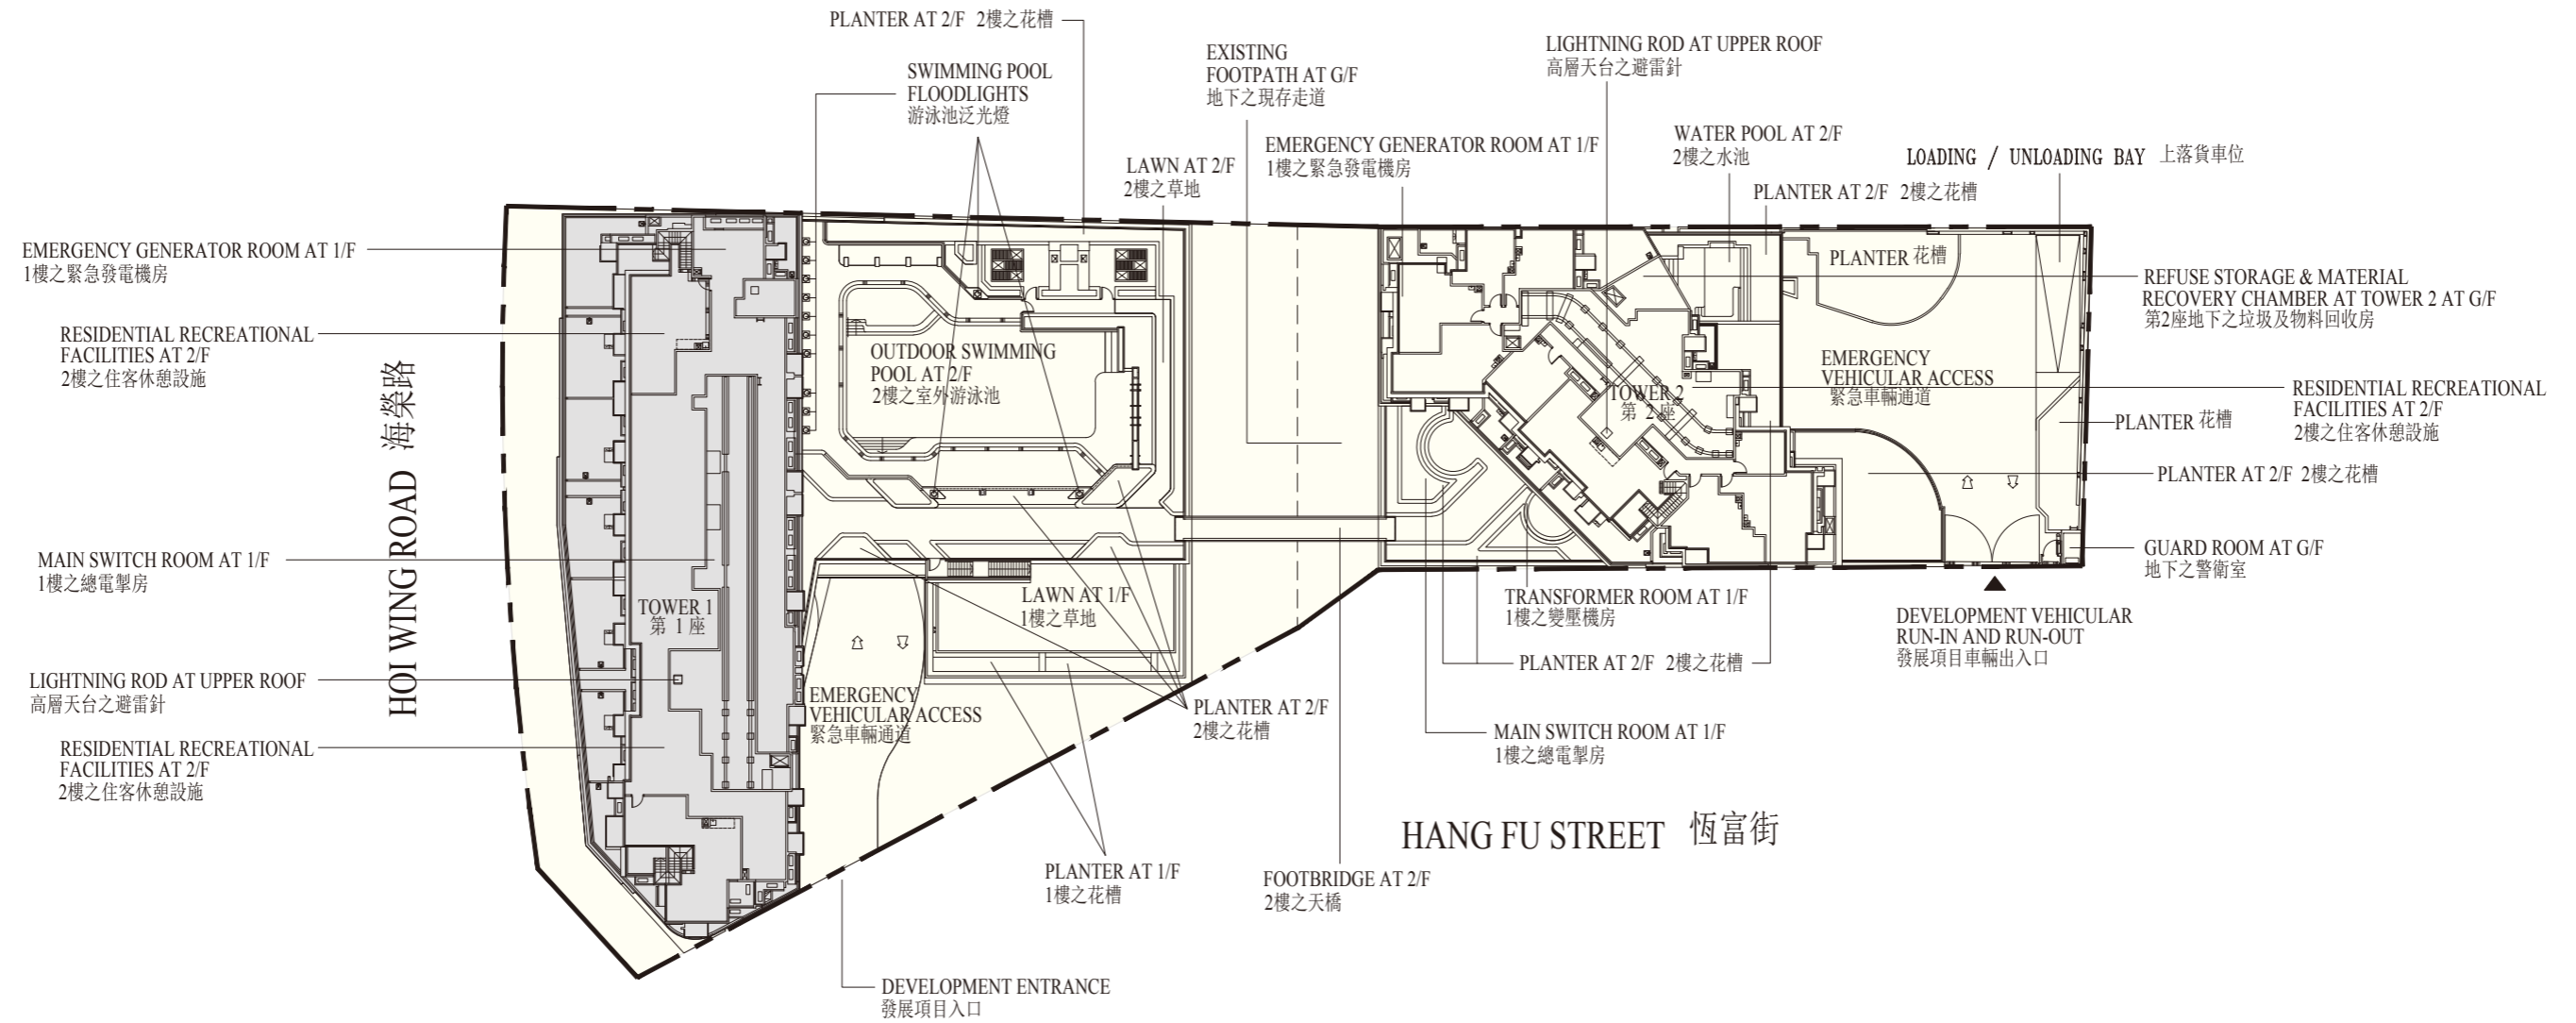 PLANTER AT 2/F 2樓之花槽
SWIMMING POOL
FLOODLIGHTS
游泳池泛光燈
EXISTING
FOOTPATH AT G/F
地下之現存走道
LIGHTNING ROD AT UPPER ROOF
高層天台之避雷針
LAWN AT 2/F
2樓之草地
EMERGENCY GENERATOR ROOM AT 1/F
1樓之緊急發電機房
WATER POOL AT 2/F
2樓之水池
LOADING / UNLOADING BAY 上落貨車位
PLANTER AT 2/F 2樓之花槽
EMERGENCY GENERATOR ROOM AT 1/F
1樓之緊急發電機房
RESIDENTIAL RECREATIONAL
FACILITIES AT 2/F
2樓之住客休憩設施
HOI WING ROAD 海榮路
MAIN SWITCH ROOM AT 1/F
1樓之總電掣房
LIGHTNING ROD AT UPPER ROOF
高層天台之避雷針
RESIDENTIAL RECREATIONAL
FACILITIES AT 2/F
2樓之住客休憩設施
TOWER 1
第 1 座
OUTDOOR SWIMMING
POOL AT 2/F
2樓之室外游泳池
LAWN AT 1/F
1樓之草地
EMERGENCY
VEHICULAR ACCESS
緊急車輛通道
PLANTER AT 2/F
2樓之花槽
PLANTER AT 1/F
1樓之花槽
DEVELOPMENT ENTRANCE
發展項目入口
FOOTBRIDGE AT 2/F
2樓之天橋
TOWER 2
第 2 座
PLANTER 花槽
EMERGENCY
VEHICULAR ACCESS
緊急車輛通道
REFUSE STORAGE & MATERIAL
RECOVERY CHAMBER AT TOWER 2 AT G/F
第2座地下之垃圾及物料回收房
RESIDENTIAL RECREATIONAL
FACILITIES AT 2/F
2樓之住客休憩設施
PLANTER 花槽
PLANTER AT 2/F 2樓之花槽
GUARD ROOM AT G/F
地下之警衛室
TRANSFORMER ROOM AT 1/F
1樓之變壓機房
DEVELOPMENT VEHICULAR
RUN-IN AND RUN-OUT
發展項目車輛出入口
PLANTER AT 2/F 2樓之花槽
MAIN SWITCH ROOM AT 1/F
1樓之總電掣房
HANG FU STREET 恆富街